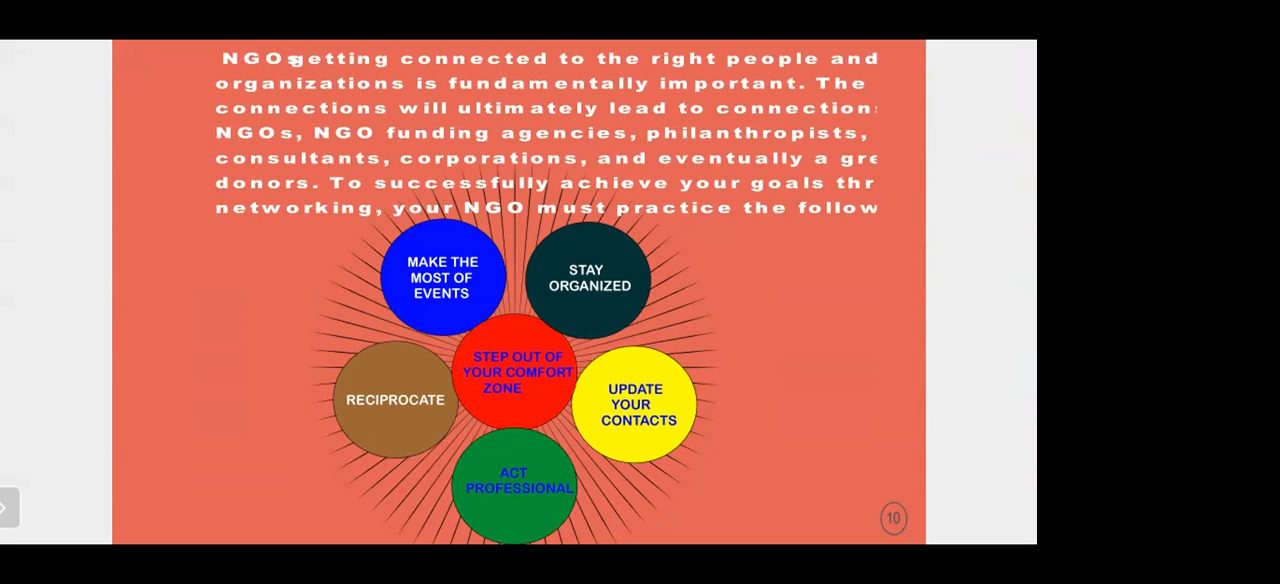 NGOs getting connected to the right people and
organizations is fundamentally important. The
connections will ultimately lead to connection
NGOs, NGO funding agencies, philanthropists,
consultants, corporations, and eventually a gre
donors. To successfully achieve your goals thr
networking, your NGO must practice the follow
MAKE THE
MOST OF
EVENTS
STAY
ORGANIZED
STEP OUT OF
YOUR COMFORT
ZONE
RECIPROCATE
UPDATE
YOUR
CONTACTS
ACT
PROFESSIONAL
10